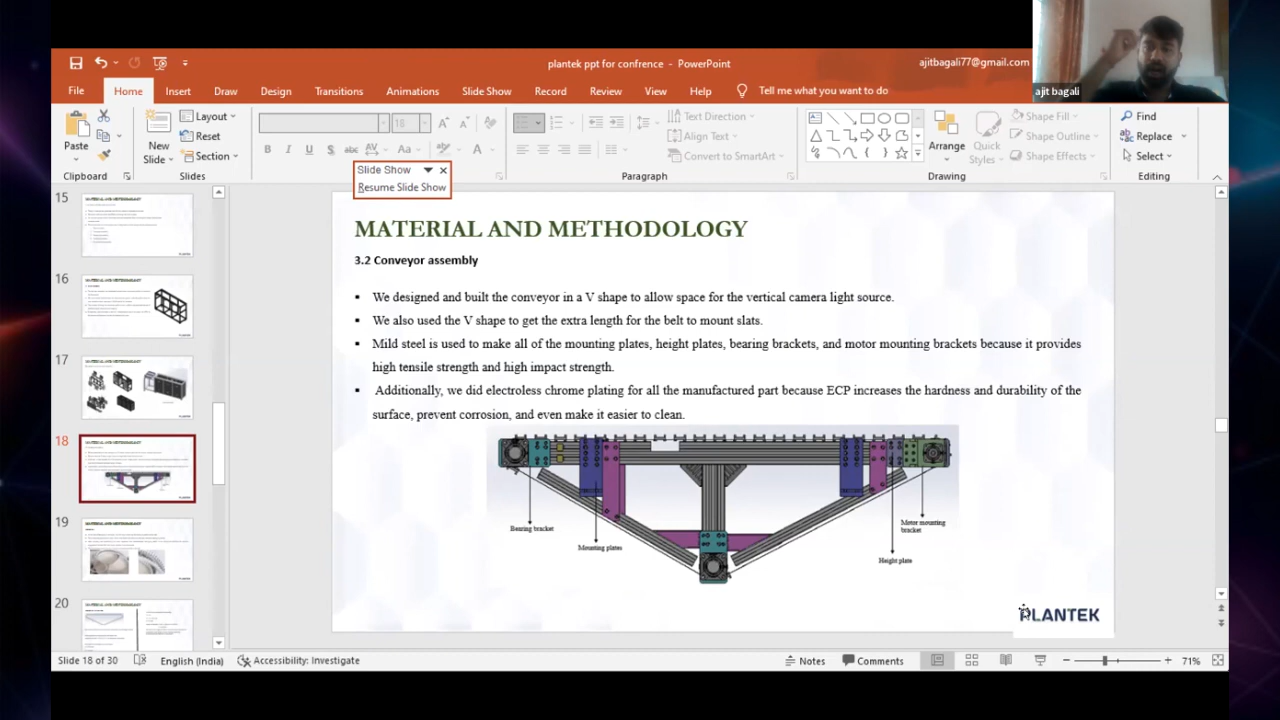 plantek ppt for confrence - PowerPoint
ajitbagali77@gmail.com
ajit bagali
File Home Insert Draw Design Transitions Animations Slide Show Record Review View Help Tell me what you want to do
Paste
Clipboard
New
Slide
Layout
Reset
Section
Slides
18
B I U S abc AV Aa A
Paragraph
Text Direction
Align Text
Convert to SmartArt
Arrange
Quick
Styles
Shape Fill
Shape Outline
Shape Effects
Drawing
Find
Replace
Select
Editing
Slide Show
Resume Slide Show
15
16
17
18
19
20
MATERIAL AND METHODOLOGY
3.2 Conveyor assembly
▪ We designed and built the conveyor in a V shape to allow space for the vertical camera light source.
▪ We also used the V shape to get the extra length for the belt to mount slats.
▪ Mild steel is used to make all of the mounting plates, height plates, bearing brackets, and motor mounting brackets because it provides
high tensile strength and high impact strength.
▪ Additionally, we did electroless chrome plating for all the manufactured part because ECP increases the hardness and durability of the
surface, prevent corrosion, and even make it easier to clean.
Bearing bracket
Mounting plates
Motor mounting
bracket
Height plate
PLANTEK
Slide 18 of 30 English (India) Accessibility: Investigate Notes Comments 71%